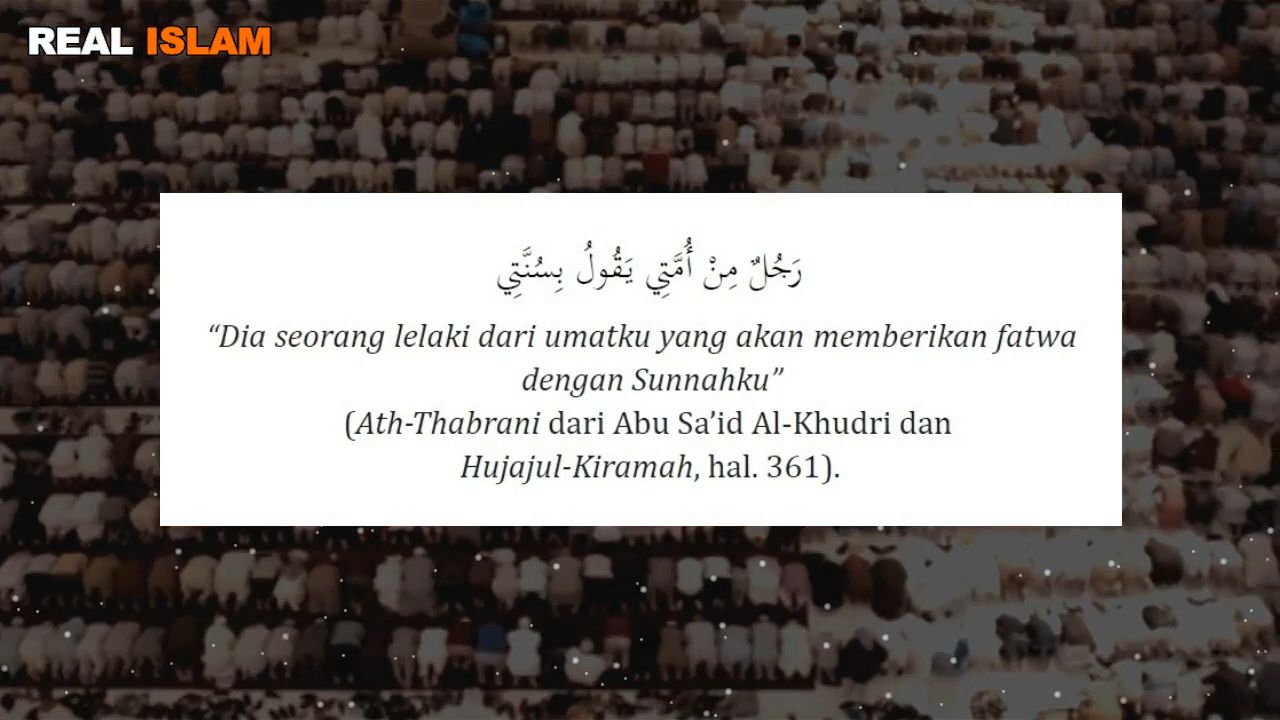 REAL ISLAM
رَجُلٌ مِنْ أُمَّتِي يَقُولُ بِسُنَّتِي
“Dia seorang lelaki dari umatku yang akan memberikan fatwa
dengan Sunnahku”
(Ath-Thabrani dari Abu Sa’id Al-Khudri dan
Hujajul-Kiramah, hal. 361).